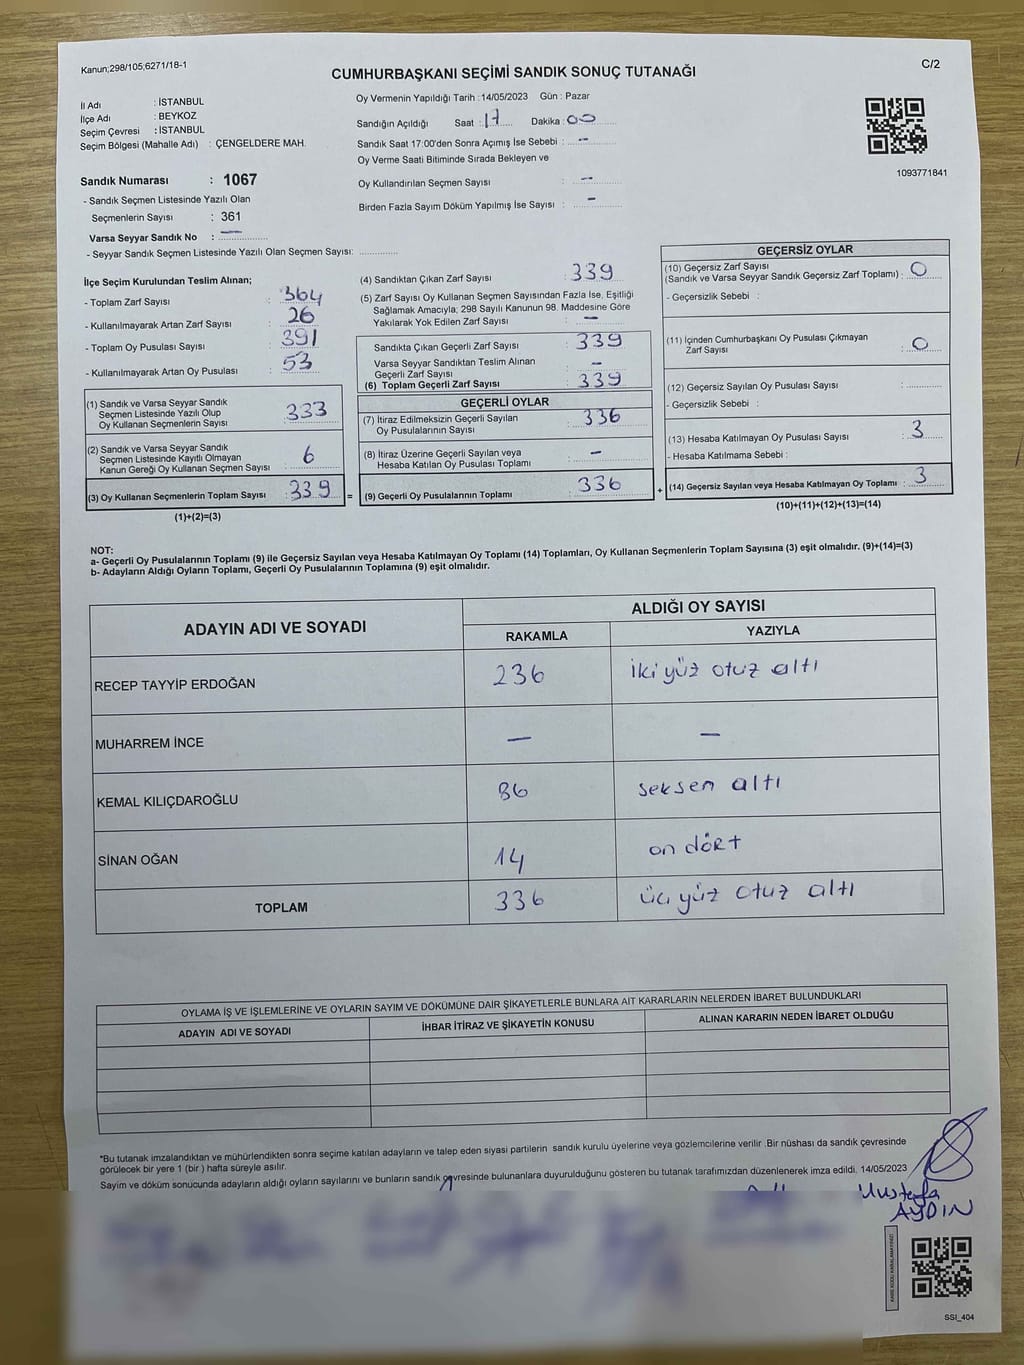 Kanun;298/105;6271/18-1
C/2
CUMHURBAŞKANI SEÇİMİ SANDIK SONUÇ TUTANAĞI
İl Adı : İSTANBUL
İlçe Adı : BEYKOZ
Seçim Çevresi : İSTANBUL
Seçim Bölgesi (Mahalle Adı) : ÇENGELDERE MAH.
Sandık Numarası : 1067
- Sandık Seçmen Listesinde Yazılı Olan
Seçmenlerin Sayısı : 361
Varsa Seyyar Sandık No : —
- Seyyar Sandık Seçmen Listesinde Yazılı Olan Seçmen Sayısı:
Oy Vermenin Yapıldığı Tarih : 14/05/2023 Gün : Pazar
Sandığın Açıldığı Saat : 17 Dakika : 00
Sandık Saat 17:00'den Sonra Açımış İse Sebebi : —
Oy Verme Saati Bitiminde Sırada Bekleyen ve
Oy Kullandırılan Seçmen Sayısı : —
Birden Fazla Sayım Döküm Yapılmış İse Sayısı : —
1093771841
İlçe Seçim Kurulundan Teslim Alınan;
- Toplam Zarf Sayısı : 364
- Kullanılmayarak Artan Zarf Sayısı : 26
- Toplam Oy Pusulası Sayısı : 391
- Kullanılmayarak Artan Oy Pusulası : 53
(1) Sandık ve Varsa Seyyar Sandık
Seçmen Listesinde Yazılı Olup
Oy Kullanan Seçmenlerin Sayısı : 333
(2) Sandık ve Varsa Seyyar Sandık
Seçmen Listesinde Kayıtlı Olmayan
Kanun Gereği Oy Kullanan Seçmen Sayısı : 6
(3) Oy Kullanan Seçmenlerin Toplam Sayısı : 339 =
(1)+(2)=(3)
(4) Sandıktan Çıkan Zarf Sayısı : 339
(5) Zarf Sayısı Oy Kullanan Seçmen Sayısından Fazla İse, Eşitliği
Sağlamak Amacıyla; 298 Sayılı Kanunun 98. Maddesine Göre
Yakılarak Yok Edilen Zarf Sayısı : —
Sandıkta Çıkan Geçerli Zarf Sayısı : 339
Varsa Seyyar Sandıktan Teslim Alınan
Geçerli Zarf Sayısı : —
(6) Toplam Geçerli Zarf Sayısı : 339
GEÇERLİ OYLAR
(7) İtiraz Edilmeksizin Geçerli Sayılan
Oy Pusulalarının Sayısı : 336
(8) İtiraz Üzerine Geçerli Sayılan veya
Hesaba Katılan Oy Pusulası Toplamı : —
(9) Geçerli Oy Pusulalarının Toplamı : 336 +
GEÇERSİZ OYLAR
(10) Geçersiz Zarf Sayısı
(Sandık ve Varsa Seyyar Sandık Geçersiz Zarf Toplamı) : 0
- Geçersizlik Sebebi :
(11) İçinden Cumhurbaşkanı Oy Pusulası Çıkmayan
Zarf Sayısı : 0
(12) Geçersiz Sayılan Oy Pusulası Sayısı :
- Geçersizlik Sebebi :
(13) Hesaba Katılmayan Oy Pusulası Sayısı : 3
- Hesaba Katılmama Sebebi :
(14) Geçersiz Sayılan veya Hesaba Katılmayan Oy Toplamı : 3
(10)+(11)+(12)+(13)=(14)
NOT:
a- Geçerli Oy Pusulalarının Toplamı (9) ile Geçersiz Sayılan veya Hesaba Katılmayan Oy Toplamı (14) Toplamları, Oy Kullanan Seçmenlerin Toplam Sayısına (3) eşit olmalıdır. (9)+(14)=(3)
b- Adayların Aldığı Oyların Toplamı, Geçerli Oy Pusulalarının Toplamına (9) eşit olmalıdır.
ADAYIN ADI VE SOYADI ALDIĞI OY SAYISI
RAKAMLA YAZIYLA
RECEP TAYYİP ERDOĞAN 236 iki yüz otuz altı
MUHARREM İNCE — —
KEMAL KILIÇDAROĞLU 86 seksen altı
SİNAN OĞAN 14 on dört
TOPLAM 336 üç yüz otuz altı
OYLAMA İŞ VE İŞLEMLERİNE VE OYLARIN SAYIM VE DÖKÜMÜNE DAİR ŞİKAYETLERLE BUNLARA AİT KARARLARIN NELERDEN İBARET BULUNDUKLARI
ADAYIN ADI VE SOYADI İHBAR İTİRAZ VE ŞİKAYETİN KONUSU ALINAN KARARIN NEDEN İBARET OLDUĞU
*Bu tutanak imzalandıktan ve mühürlendikten sonra seçime katılan adayların ve talep eden siyasi partilerin sandık kurulu üyelerine veya gözlemcilerine verilir .Bir nüshası da sandık çevresinde
görülecek bir yere 1 (bir ) hafta süreyle asılır.
Sayım ve döküm sonucunda adayların aldığı oyların sayılarını ve bunların sandık çevresinde bulunanlara duyurulduğunu gösteren bu tutanak tarafımızdan düzenlenerek imza edildi. 14/05/2023
Mustafa
AYDIN
SSI_404